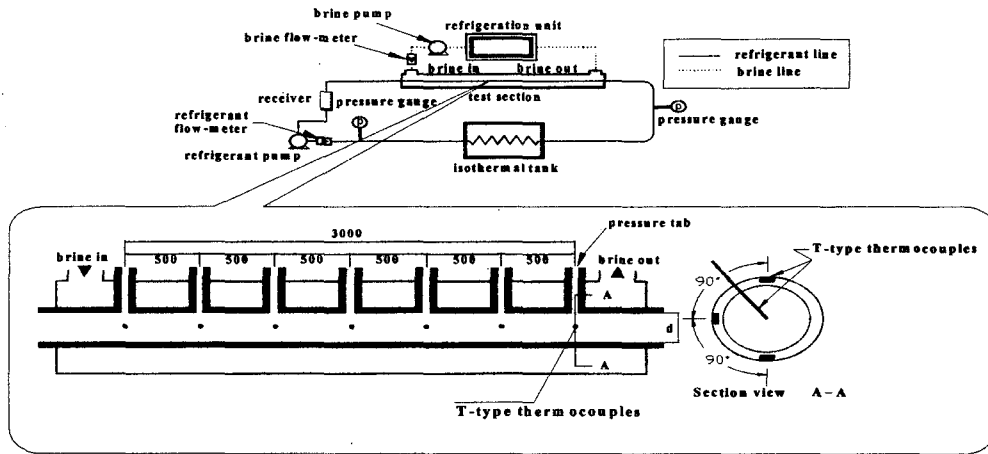 brine pump
refrigeration unit
brine flow-meter
brine in
brine out
refrigerant line
brine line
receiver
pressure gauge
test section
refrigerant
flow-meter
P
P
pressure gauge
refrigerant pump
isothermal tank
3000
pressure tab
brine in
500
500
500
500
500
500
brine out
T-type thermocouples
A
90°
d
90°
A
Section view A-A
T-type thermocouples